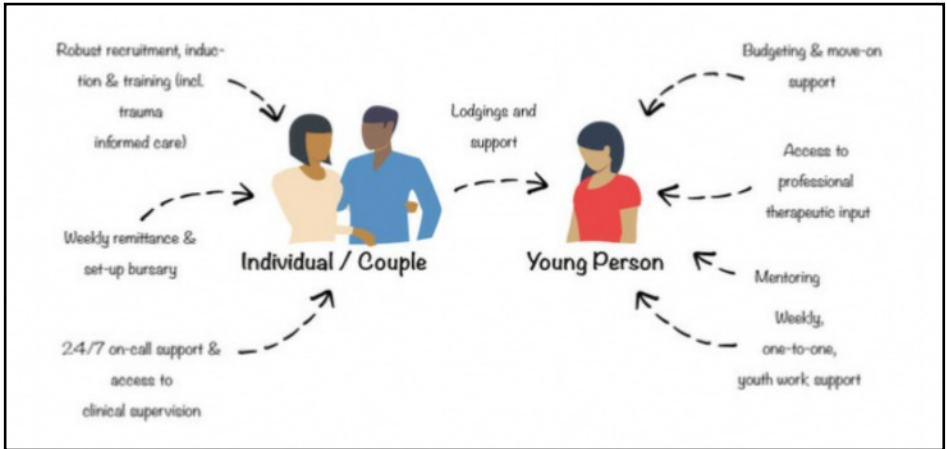 Robust recruitment, induc-
tion & training (incl.
trauma
informed care)
Weekly remittance &
set-up bursary
24/7 on-call support &
access to
clinical supervision
Individual / Couple
Lodgings and
support
Young Person
Budgeting & move-on
support
Access to
professional
therapeutic input
Mentoring
Weekly,
one-to-one,
youth work support